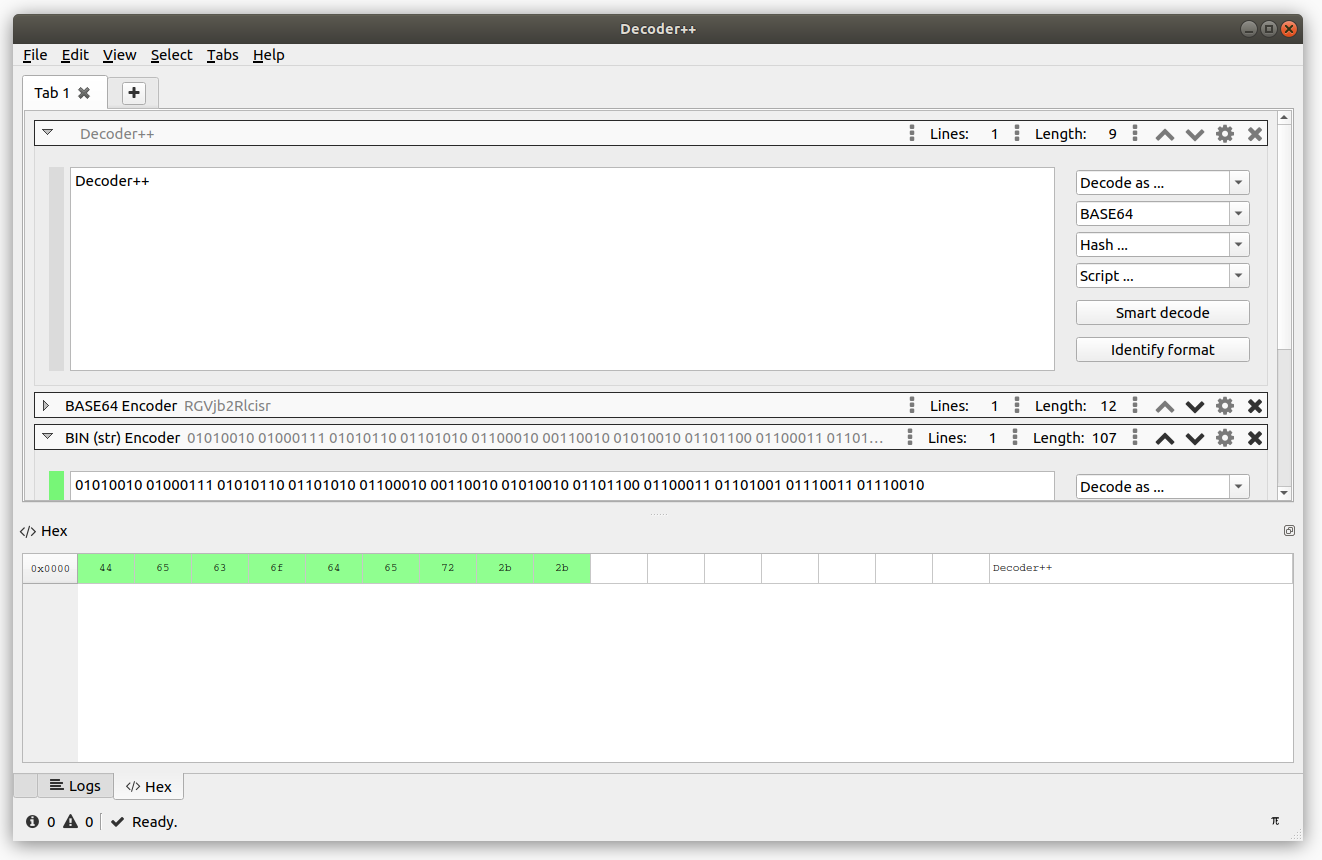 Decoder++
File Edit View Select Tabs Help
Tab 1
Decoder++ Lines: 1 Length: 9
Decoder++
Decode as ...
BASE64
Hash ...
Script ...
Smart decode
Identify format
BASE64 Encoder RGVjb2Rlcisr Lines: 1 Length: 12
BIN (str) Encoder 01010010 01000111 01010110 01101010 01100010 00110010 01010010 01101100 01100011 01101... Lines: 1 Length: 107
01010010 01000111 01010110 01101010 01100010 00110010 01010010 01101100 01100011 01101001 01110011 01110010
Decode as ...
</> Hex
0x0000 44 65 63 6f 64 65 72 2b 2b Decoder++
Logs </> Hex
0 0 Ready. π